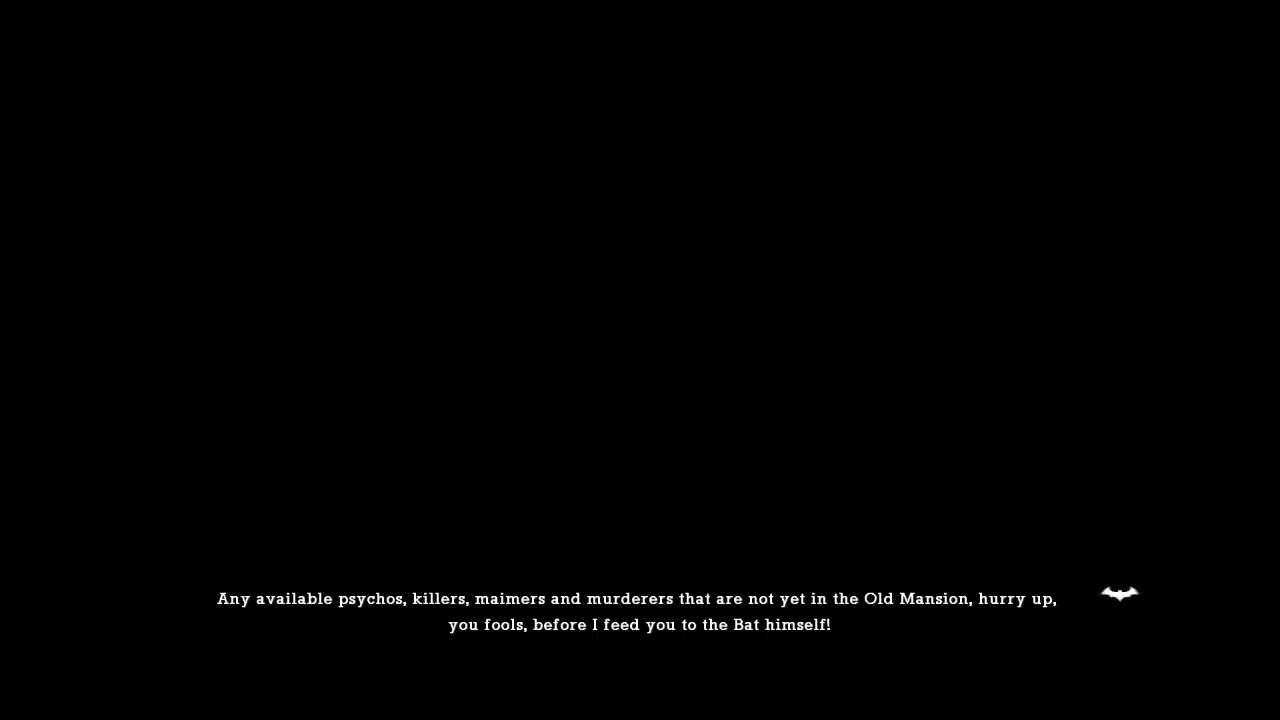 Any available psychos, killers, maimers and murderers that are not yet in the Old Mansion, hurry up,
you fools, before I feed you to the Bat himself!